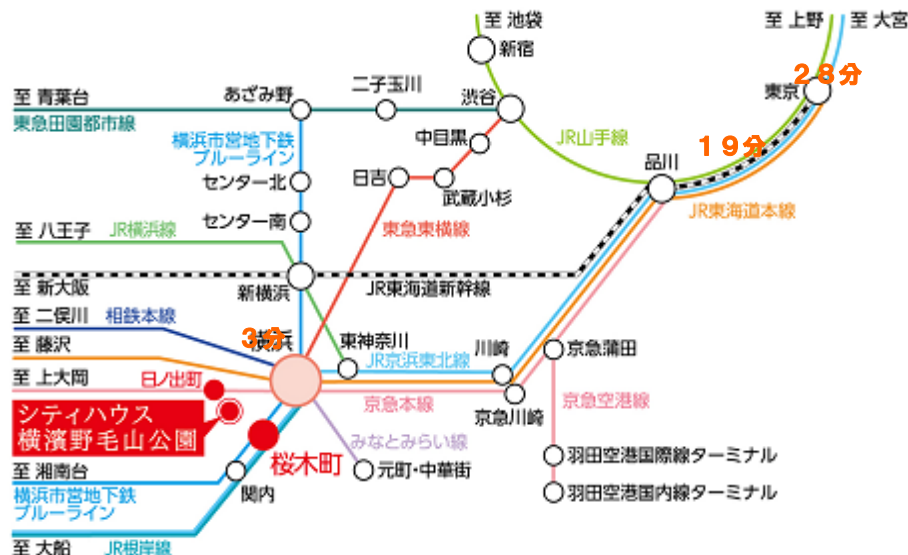 至 池袋
至 上野
至 大宮
新宿
28分
東京
二子玉川
あざみ野
渋谷
至 青葉台
東急田園都市線
中目黒
JR山手線
19分
横浜市営地下鉄
ブルーライン
品川
センター北
日吉
武蔵小杉
JR東海道本線
センター南
至 八王子
JR横浜線
東急東横線
至 新大阪
新横浜
JR東海道新幹線
至 二俣川
相鉄本線
3分
横浜
東神奈川
至 藤沢
JR京浜東北線
川崎
京急蒲田
至 上大岡
日ノ出町
京急本線
京急川崎
京急空港線
シティハウス
横濱野毛山公園
みなとみらい線
桜木町
元町・中華街
羽田空港国際線ターミナル
至 湘南台
関内
羽田空港国内線ターミナル
横浜市営地下鉄
ブルーライン
至 大船
JR根岸線